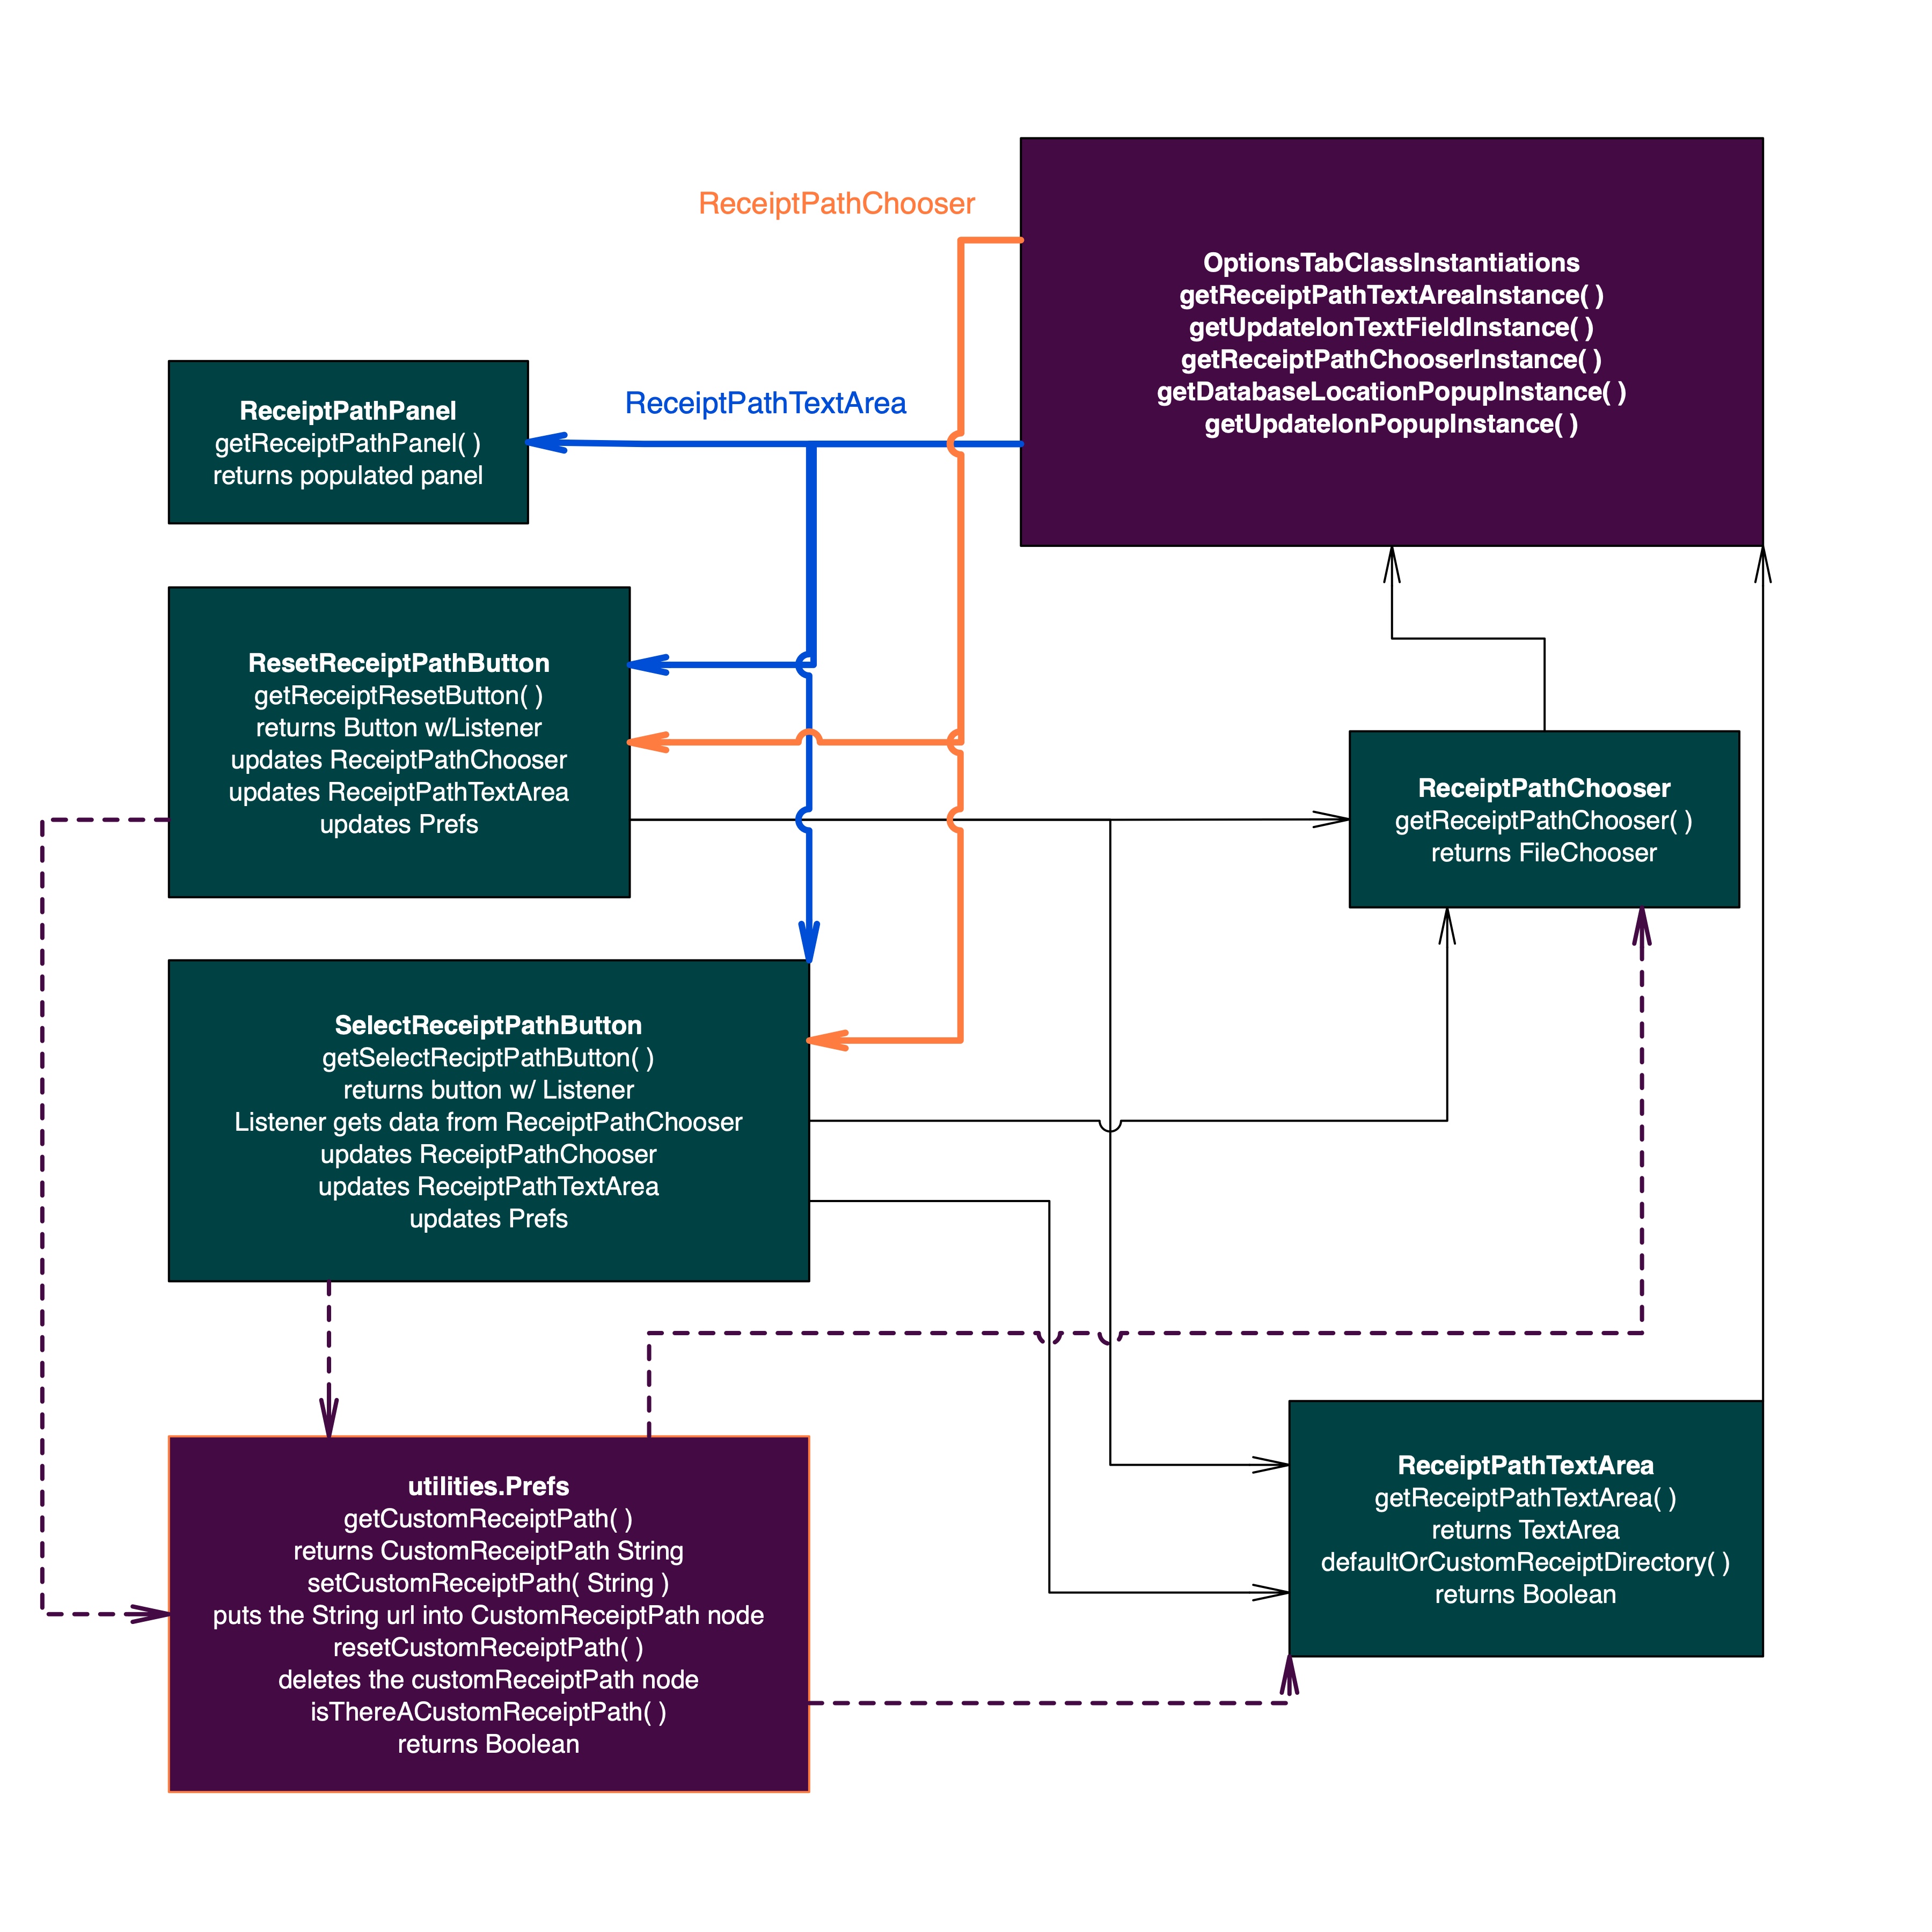 ReceiptPathChooser
OptionsTabClassInstantiations
getReceiptPathTextAreaInstance( )
getUpdateIonTextFieldInstance( )
getReceiptPathChooserInstance( )
getDatabaseLocationPopupInstance( )
getUpdateIonPopupInstance( )
ReceiptPathTextArea
ReceiptPathPanel
getReceiptPathPanel( )
returns populated panel
ResetReceiptPathButton
getReceiptResetButton( )
returns Button w/Listener
updates ReceiptPathChooser
updates ReceiptPathTextArea
updates Prefs
ReceiptPathChooser
getReceiptPathChooser( )
returns FileChooser
SelectReceiptPathButton
getSelectReciptPathButton( )
returns button w/ Listener
Listener gets data from ReceiptPathChooser
updates ReceiptPathChooser
updates ReceiptPathTextArea
updates Prefs
utilities.Prefs
getCustomReceiptPath( )
returns CustomReceiptPath String
setCustomReceiptPath( String )
puts the String url into CustomReceiptPath node
resetCustomReceiptPath( )
deletes the customReceiptPath node
isThereACustomReceiptPath( )
returns Boolean
ReceiptPathTextArea
getReceiptPathTextArea( )
returns TextArea
defaultOrCustomReceiptDirectory( )
returns Boolean